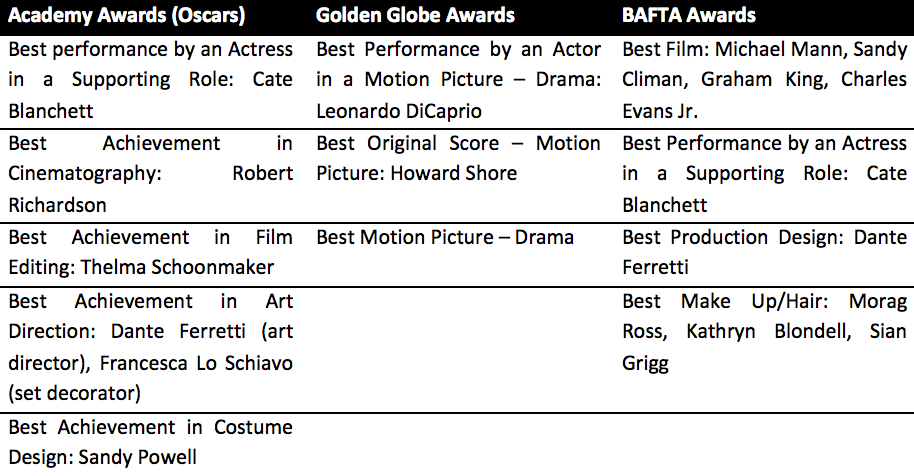 Academy Awards (Oscars)
Golden Globe Awards
BAFTA Awards
Best performance by an Actress
in a Supporting Role: Cate
Blanchett
Best Performance by an Actor
in a Motion Picture – Drama:
Leonardo DiCaprio
Best Film: Michael Mann, Sandy
Climan, Graham King, Charles
Evans Jr.
Best Achievement in
Cinematography: Robert
Richardson
Best Original Score – Motion
Picture: Howard Shore
Best Performance by an Actress
in a Supporting Role: Cate
Blanchett
Best Achievement in Film
Editing: Thelma Schoonmaker
Best Motion Picture – Drama
Best Production Design: Dante
Ferretti
Best Achievement in Art
Direction: Dante Ferretti (art
director), Francesca Lo Schiavo
(set decorator)
Best Make Up/Hair: Morag
Ross, Kathryn Blondell, Sian
Grigg
Best Achievement in Costume
Design: Sandy Powell